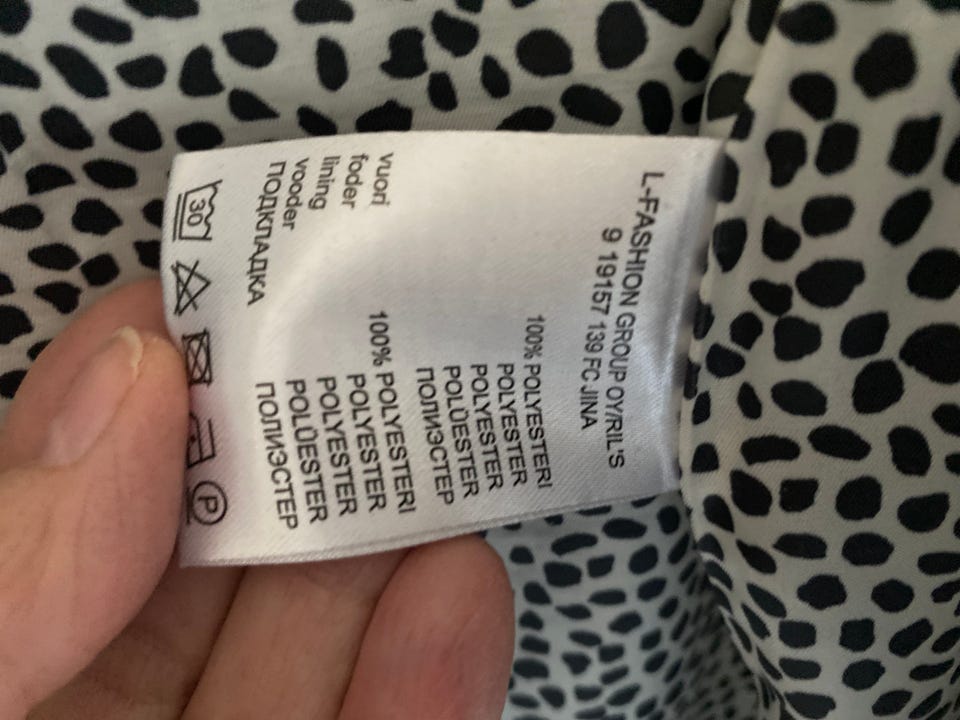 L-FASHION GROUP OY/RIL'S
9 19157 139 FC JINA
100% POLYESTERI
POLYESTER
POLYESTER
POLÜESTER
ПОЛИЭСТЕР
vuori 100% POLYESTERI
foder POLYESTER
lining POLYESTER
vooder POLÜESTER
ПОДКЛАДКА ПОЛИЭСТЕР
30 P